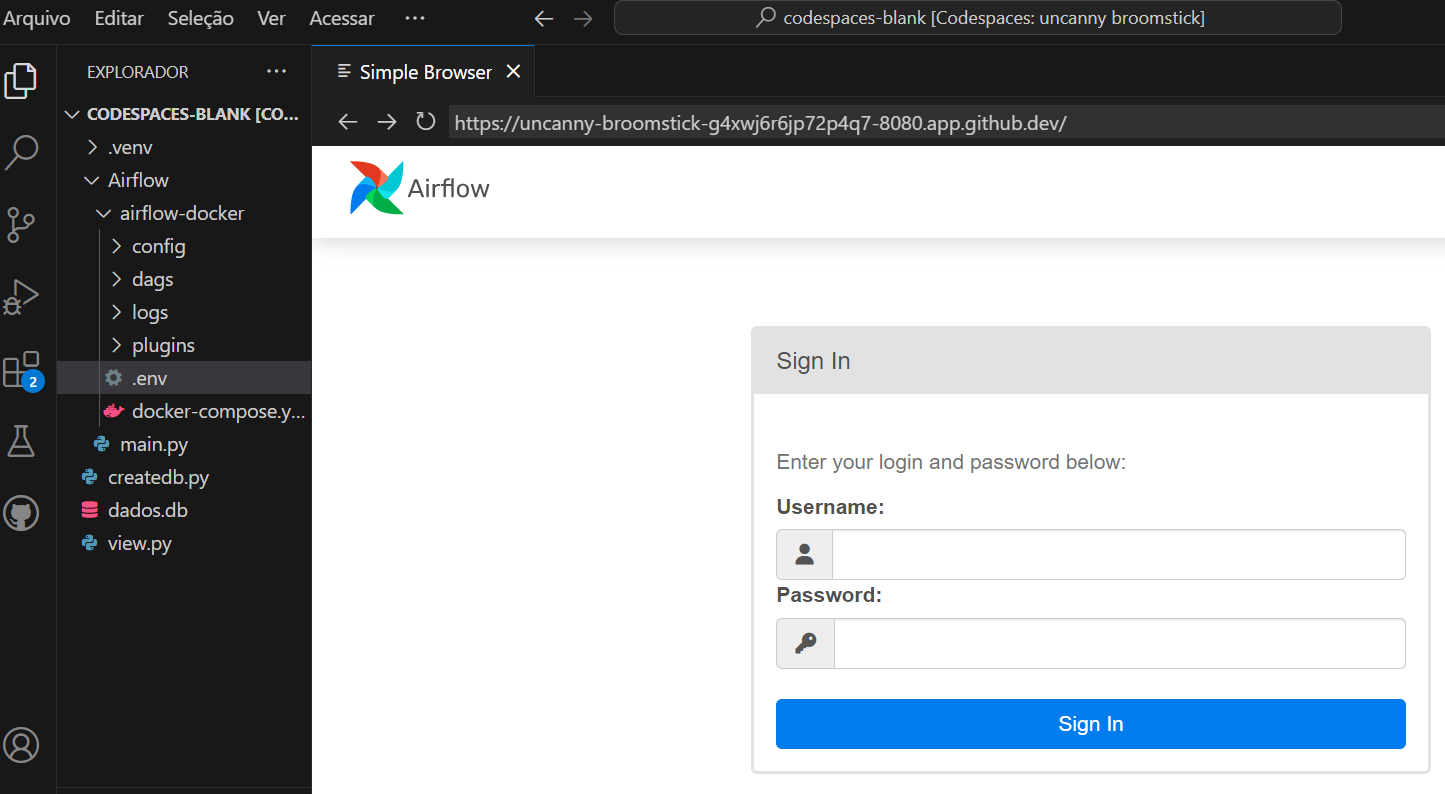 Arquivo Editar Seleção Ver Acessar ···
codespaces-blank [Codespaces: uncanny broomstick]
EXPLORADOR ···
Simple Browser
CODESPACES-BLANK [CO...
https://uncanny-broomstick-g4xwj6r6jp72p4q7-8080.app.github.dev/
.venv
Airflow
airflow-docker
config
dags
logs
plugins
.env
docker-compose.y...
main.py
createdb.py
dados.db
view.py
2
Airflow
Sign In
Enter your login and password below:
Username:
Password:
Sign In